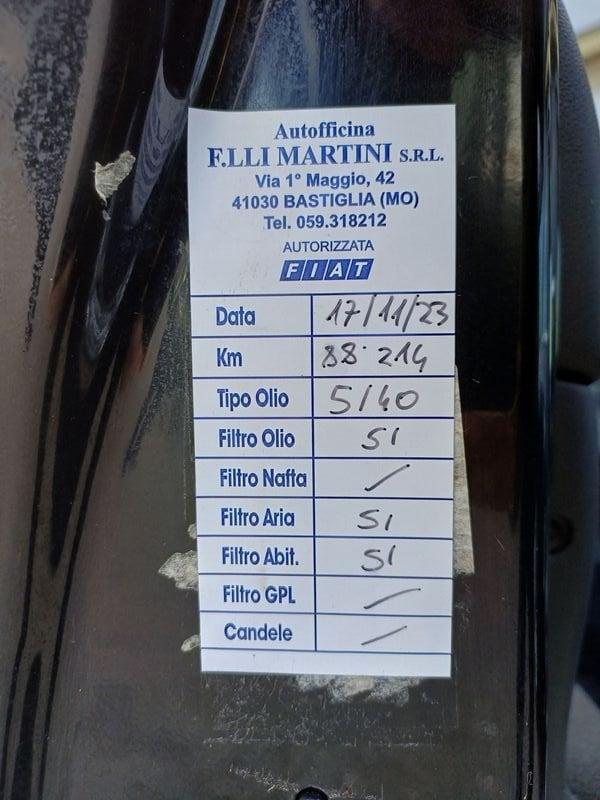 Autofficina
F.LLI MARTINI S.R.L.
Via 1° Maggio, 42
41030 BASTIGLIA (MO)
Tel. 059.318212
AUTORIZZATA
FIAT
Data 17/11/23
Km 88.214
Tipo Olio 5/40
Filtro Olio SI
Filtro Nafta /
Filtro Aria SI
Filtro Abit. SI
Filtro GPL /
Candele /